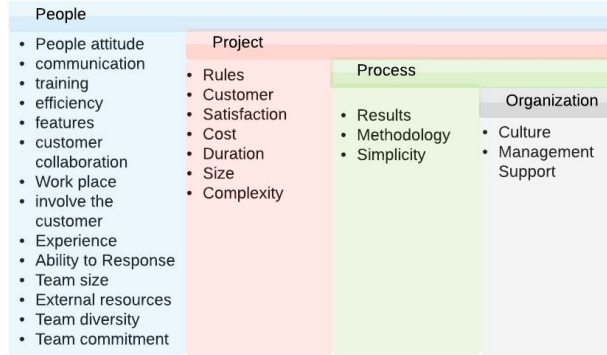 People
People attitude
communication
training
efficiency
features
customer
collaboration
Work place
involve the
customer
Experience
Ability to Response
Team size
External resources
Team diversity
Team commitment
Project
Rules
Customer
Satisfaction
Cost
Duration
Size
Complexity
Process
Results
Methodology
Simplicity
Organization
Culture
Management
Support